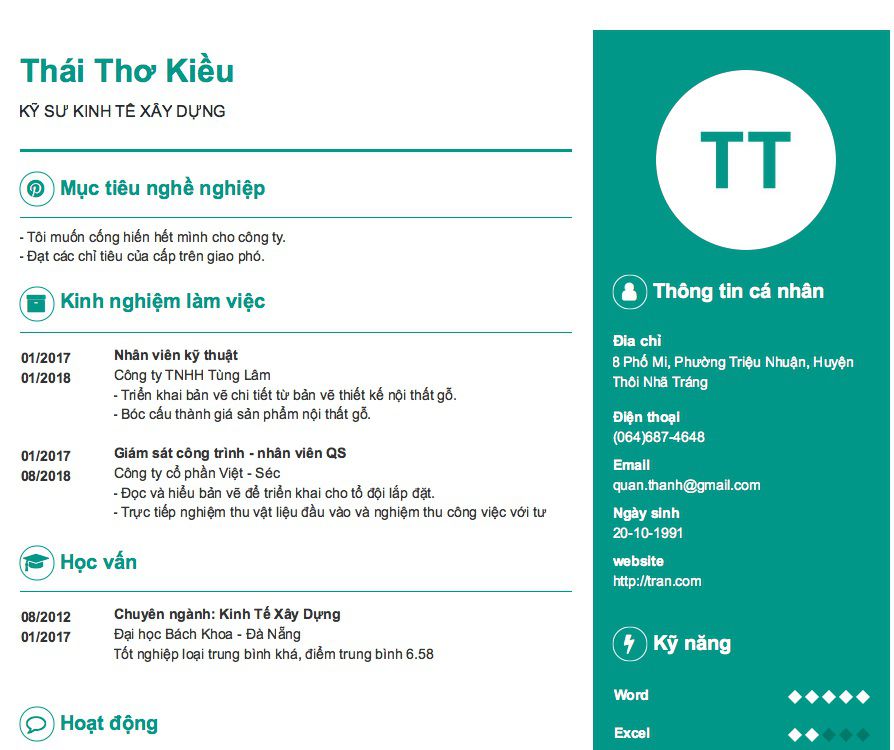 Thái Thơ Kiều
KỸ SƯ KINH TẾ XÂY DỰNG
Mục tiêu nghề nghiệp
- Tôi muốn cống hiến hết mình cho công ty.
- Đạt các chỉ tiêu của cấp trên giao phó.
Kinh nghiệm làm việc
01/2017
01/2018
Nhân viên kỹ thuật
Công ty TNHH Tùng Lâm
- Triển khai bản vẽ chi tiết từ bản vẽ thiết kế nội thất gỗ.
- Bóc cấu thành giá sản phẩm nội thất gỗ.
01/2017
08/2018
Giám sát công trình - nhân viên QS
Công ty cổ phần Việt - Séc
- Đọc và hiểu bản vẽ để triển khai cho tổ đội lắp đặt.
- Trực tiếp nghiệm thu vật liệu đầu vào và nghiệm thu công việc với tư
Học vấn
08/2012
01/2017
Chuyên ngành: Kinh Tế Xây Dựng
Đại học Bách Khoa - Đà Nẵng
Tốt nghiệp loại trung bình khá, điểm trung bình 6.58
Hoạt động
TT
Thông tin cá nhân
Địa chỉ
8 Phố Mi, Phường Triệu Nhuận, Huyện
Thôi Nhã Tráng
Điện thoại
(064)687-4648
Email
quan.thanh@gmail.com
Ngày sinh
20-10-1991
website
http://tran.com
Kỹ năng
Word
Excel